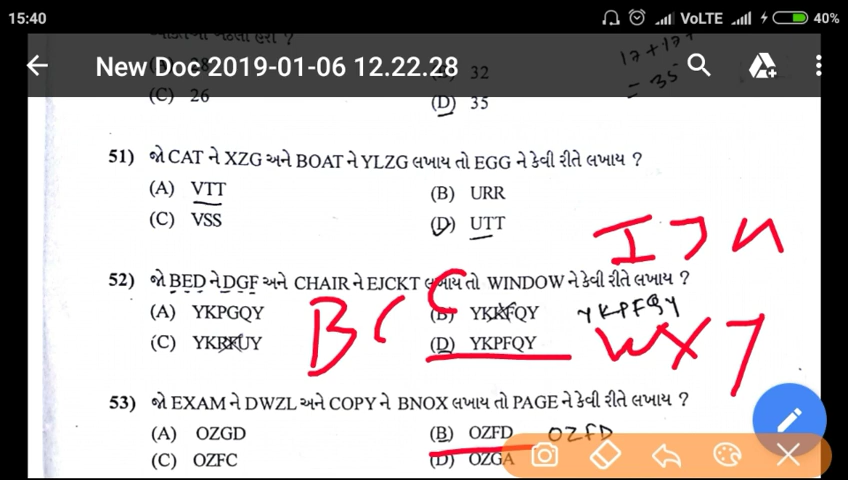 15:40 VoLTE 40%
New Doc 2019-01-06 12.22.28
17+17+
(B) 32
= 35
(C) 26 (D) 35
51) જો CAT ને XZG અને BOAT ને YLZG લખાય તો EGG ને કેવી રીતે લખાય ?
(A) VTT (B) URR
(C) VSS (D) UTT
I J K
52) જો BED ને DGF અને CHAIR ને EJCKT લખાય તો WINDOW ને કેવી રીતે લખાય ?
(A) YKPGQY (B) YKKFQY YKPFQY
(C) YKRKUY (D) YKPFQY
B C
C
W X Y
53) જો EXAM ને DWZL અને COPY ને BNOX લખાય તો PAGE ને કેવી રીતે લખાય ?
(A) OZGD (B) OZFD OZFD
(C) OZFC (D) OZGA